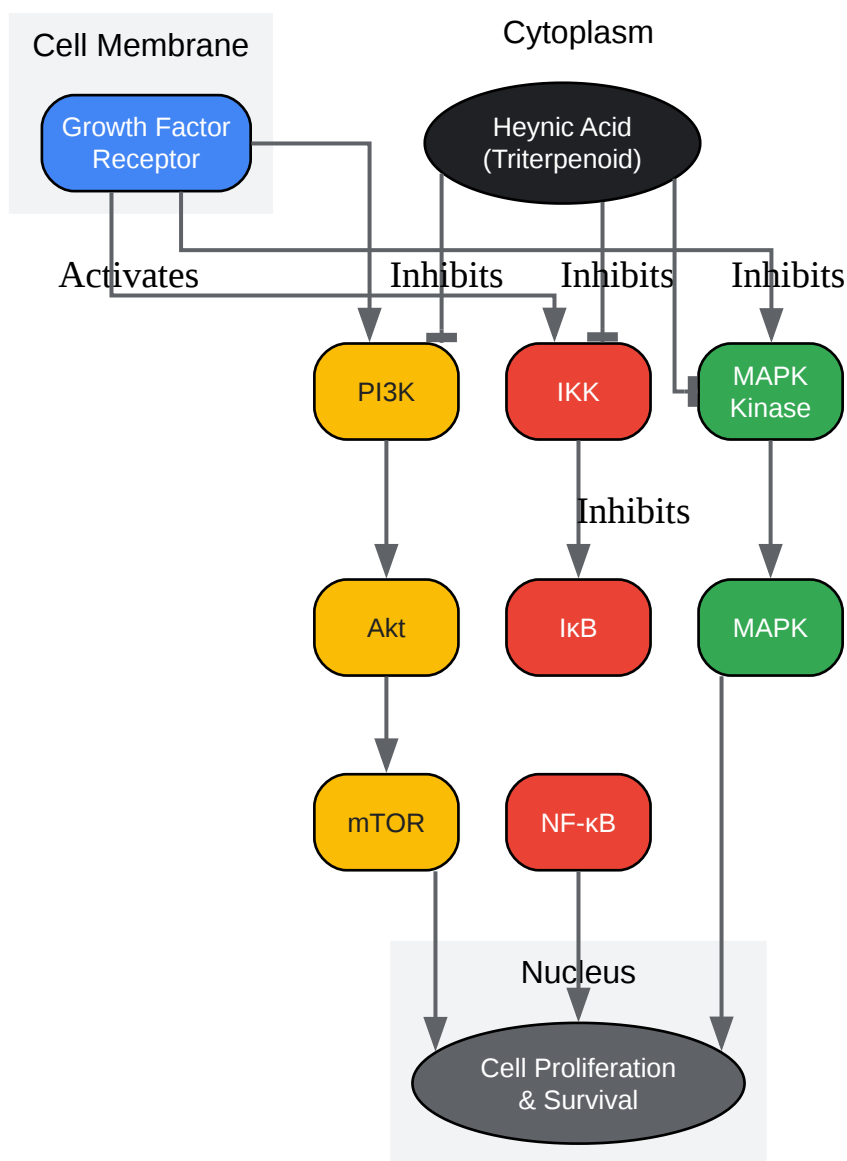 Cytoplasm
Cell Membrane
Growth Factor
Receptor
Heynic Acid
(Triterpenoid)
Activates
Inhibits
Inhibits
Inhibits
PI3K
IKK
MAPK
Kinase
Inhibits
Akt
IκB
MAPK
mTOR
NF-κB
Nucleus
Cell Proliferation
& Survival